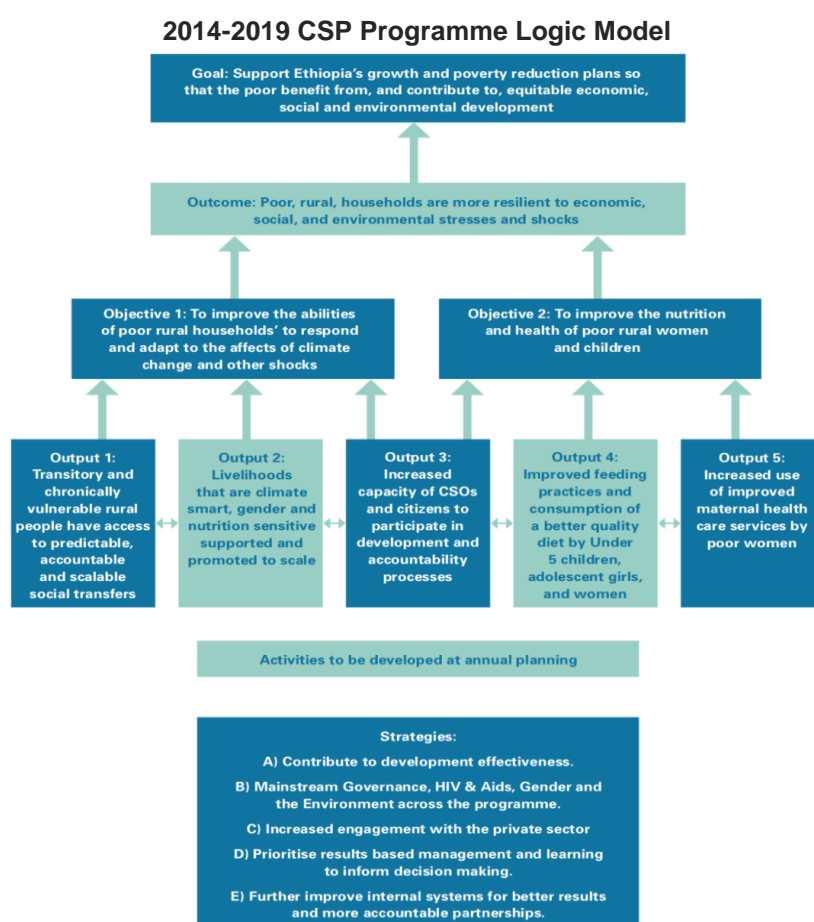 2014-2019 CSP Programme Logic Model
Goal: Support Ethiopia's growth and poverty reduction plans so
that the poor benefit from, and contribute to, equitable economic,
social and environmental development
Outcome: Poor, rural, households are more resilient to economic,
social, and environmental stresses and shocks
Objective 1: To improve the abilities
of poor rural households' to respond
and adapt to the affects of climate
change and other shocks
Objective 2: To improve the nutrition
and health of poor rural women
and children
Output 1:
Transitory and
chronically
vulnerable rural
people have access
to predictable,
accountable
and scalable
social transfers
Output 2:
Livelihoods
that are climate
smart, gender and
nutrition sensitive
supported and
promoted to scale
Output 3:
Increased
capacity of CSOs
and citizens to
participate in
development and
accountability
processes
Output 4:
Improved feeding
practices and
consumption of
a better quality
diet by Under
5 children,
adolescent girls,
and women
Output 5:
Increased use
of improved
maternal health
care services by
poor women
Activities to be developed at annual planning
Strategies:
A) Contribute to development effectiveness.
B) Mainstream Governance, HIV & Aids, Gender and
the Environment across the programme.
C) Increased engagement with the private sector
D) Prioritise results based management and learning
to inform decision making.
E) Further improve internal systems for better results
and more accountable partnerships.